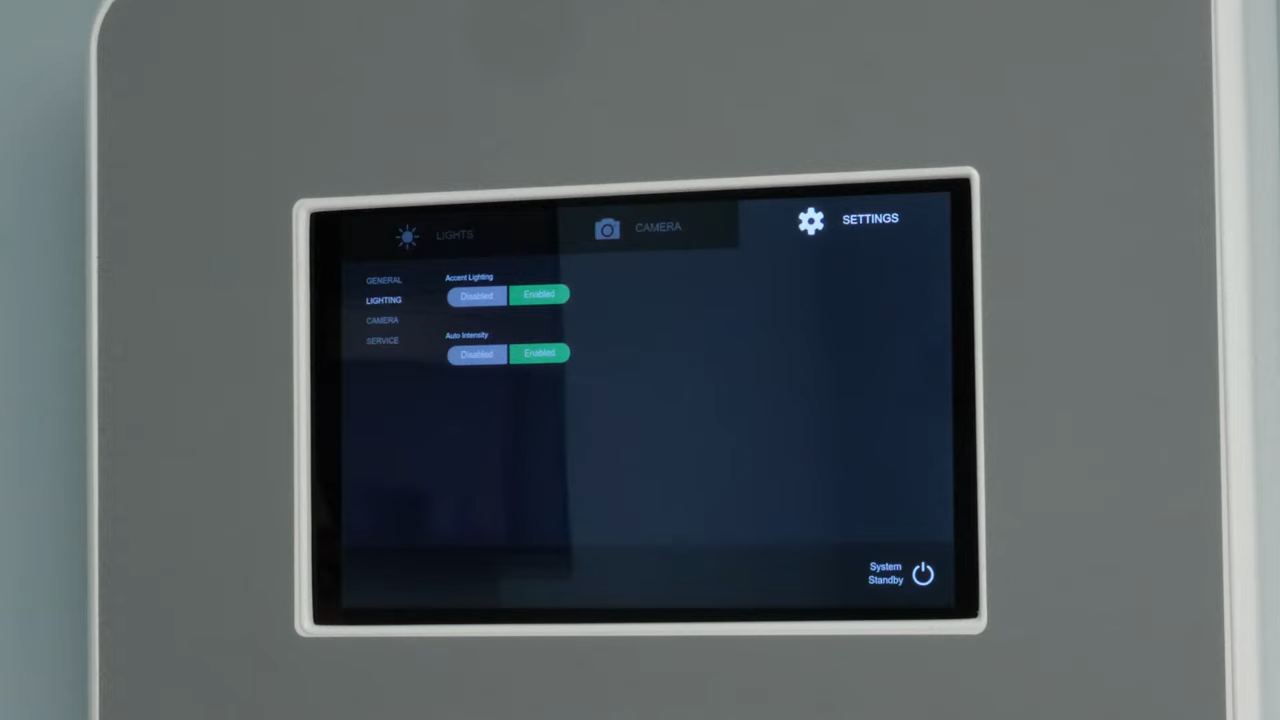 LIGHTS
CAMERA
SETTINGS
GENERAL
LIGHTING
CAMERA
SERVICE
Accent Lighting
Disabled
Enabled
Auto Intensity
Disabled
Enabled
System
Standby